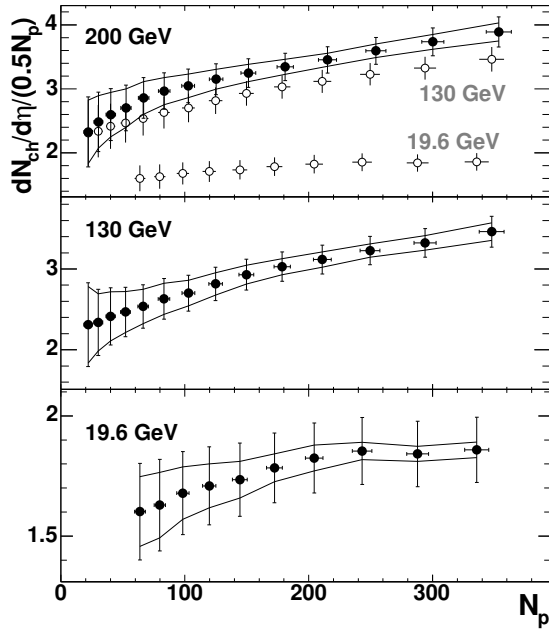 dN_ch/dη/(0.5N_p)
200 GeV
4
3
2
130 GeV
19.6 GeV
130 GeV
3
2
19.6 GeV
2
1.5
0 100 200 300
N_p